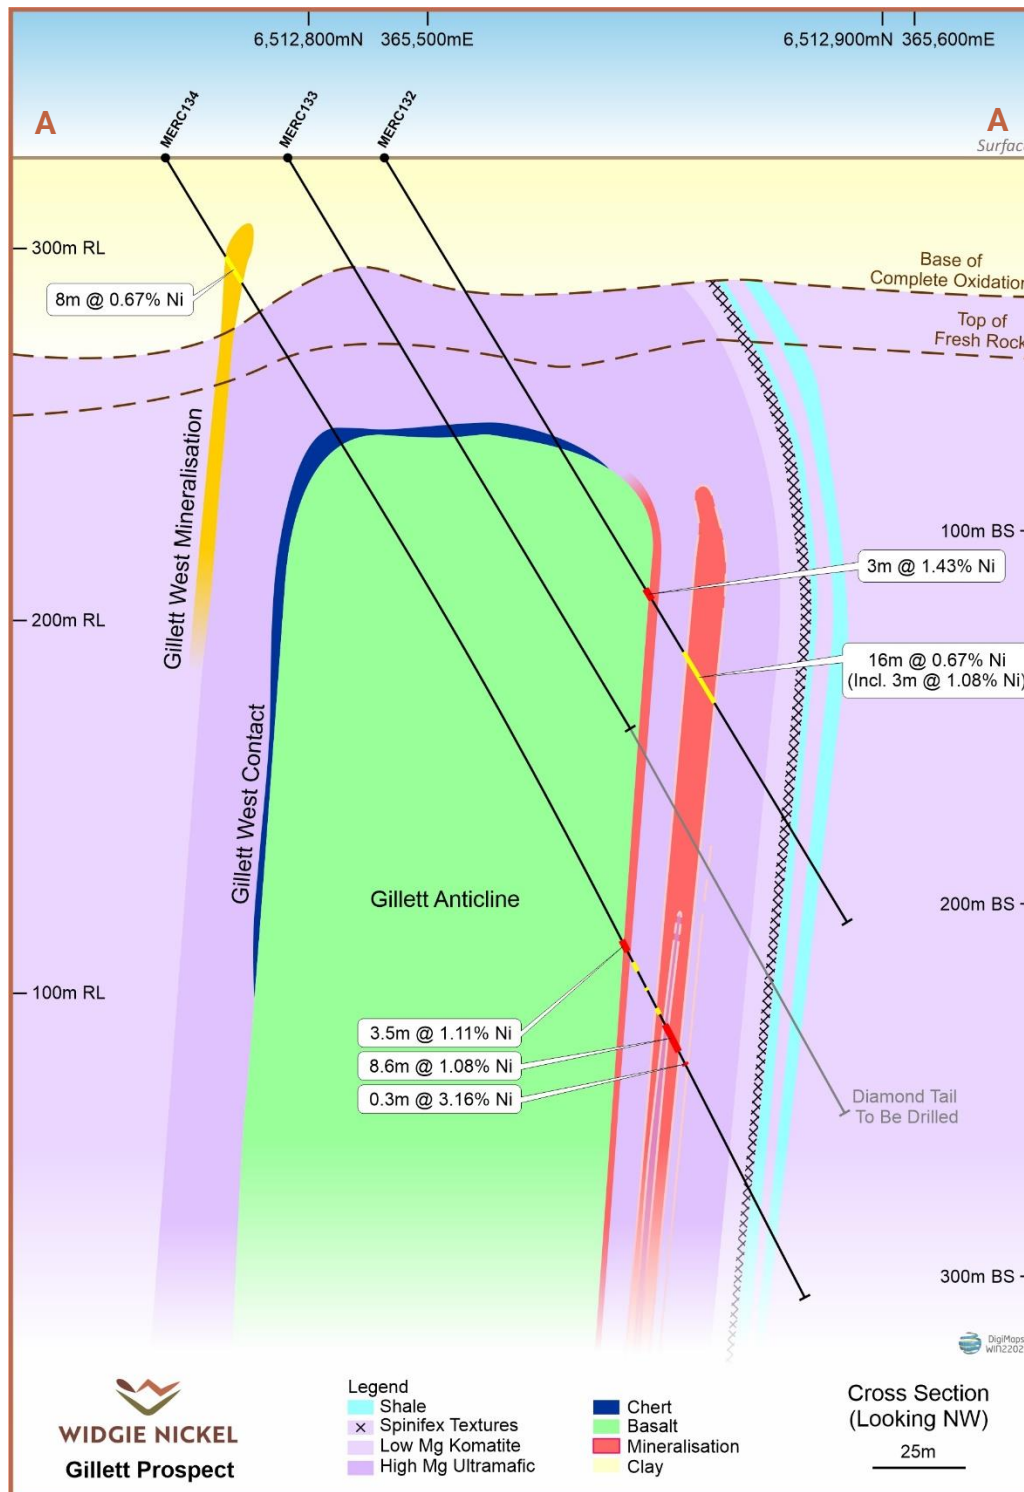 6,512,800mN
365,500mE
6,512,900mN
365,600mE
A
A
MERC134
MERC133
MERC132
Surface
300m RL
8m @ 0.67% Ni
Base of
Complete Oxidation
Top of
Fresh Rock
Gillett West Mineralisation
100m BS
3m @ 1.43% Ni
200m RL
16m @ 0.67% Ni
(Incl. 3m @ 1.08% Ni)
Gillett West Contact
Gillett Anticline
200m BS
100m RL
3.5m @ 1.11% Ni
8.6m @ 1.08% Ni
0.3m @ 3.16% Ni
Diamond Tail
To Be Drilled
300m BS
DigiMaps
WIN2202
WIDGIE NICKEL
Gillett Prospect
Legend
Shale
Spinifex Textures
Low Mg Komatite
High Mg Ultramafic
Chert
Basalt
Mineralisation
Clay
Cross Section
(Looking NW)
25m